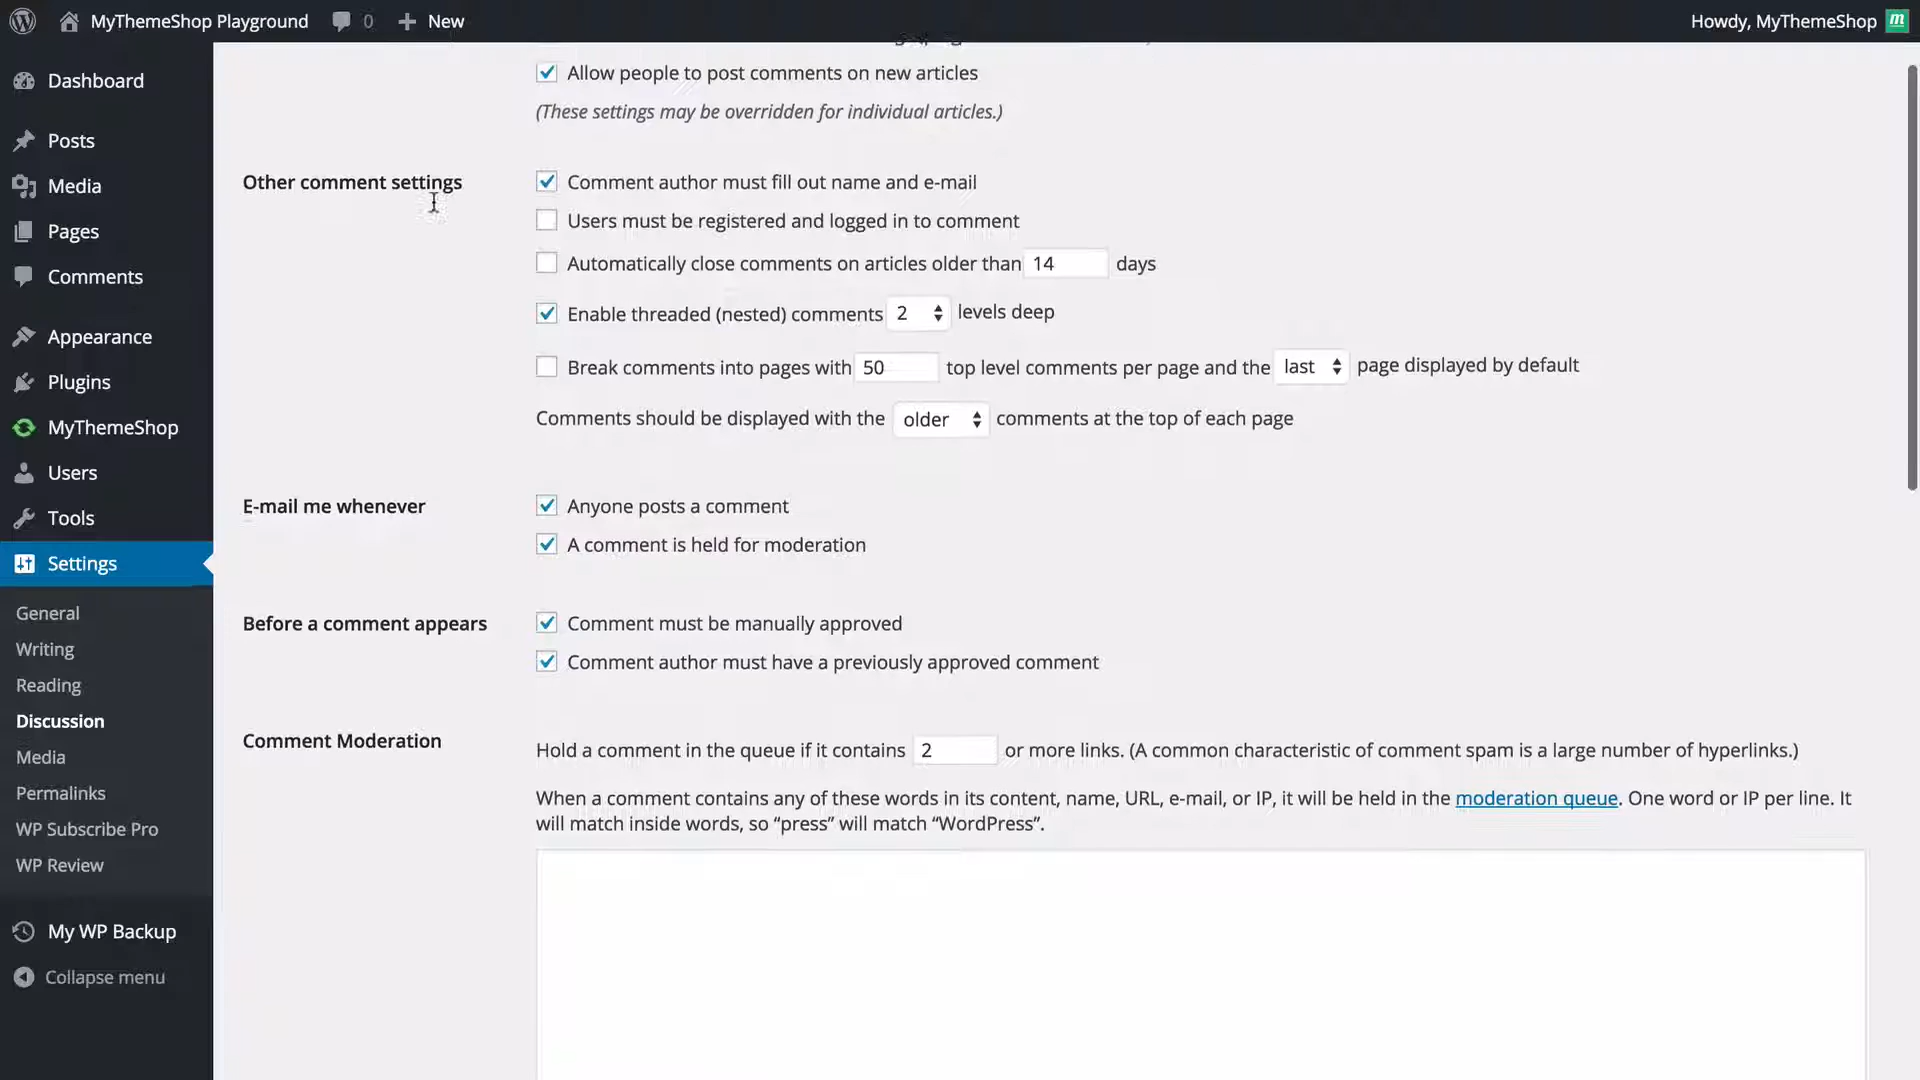 MyThemeShop Playground 0 New Howdy, MyThemeShop m
Dashboard
Posts
Media
Pages
Comments
Appearance
Plugins
MyThemeShop
Users
Tools
Settings
General
Writing
Reading
Discussion
Media
Permalinks
WP Subscribe Pro
WP Review
My WP Backup
Collapse menu
Allow people to post comments on new articles
(These settings may be overridden for individual articles.)
Other comment settings
Comment author must fill out name and e-mail
Users must be registered and logged in to comment
Automatically close comments on articles older than 14 days
Enable threaded (nested) comments 2 levels deep
Break comments into pages with 50 top level comments per page and the last page displayed by default
Comments should be displayed with the older comments at the top of each page
E-mail me whenever
Anyone posts a comment
A comment is held for moderation
Before a comment appears
Comment must be manually approved
Comment author must have a previously approved comment
Comment Moderation
Hold a comment in the queue if it contains 2 or more links. (A common characteristic of comment spam is a large number of hyperlinks.)
When a comment contains any of these words in its content, name, URL, e-mail, or IP, it will be held in the moderation queue. One word or IP per line. It
will match inside words, so “press” will match “WordPress”.